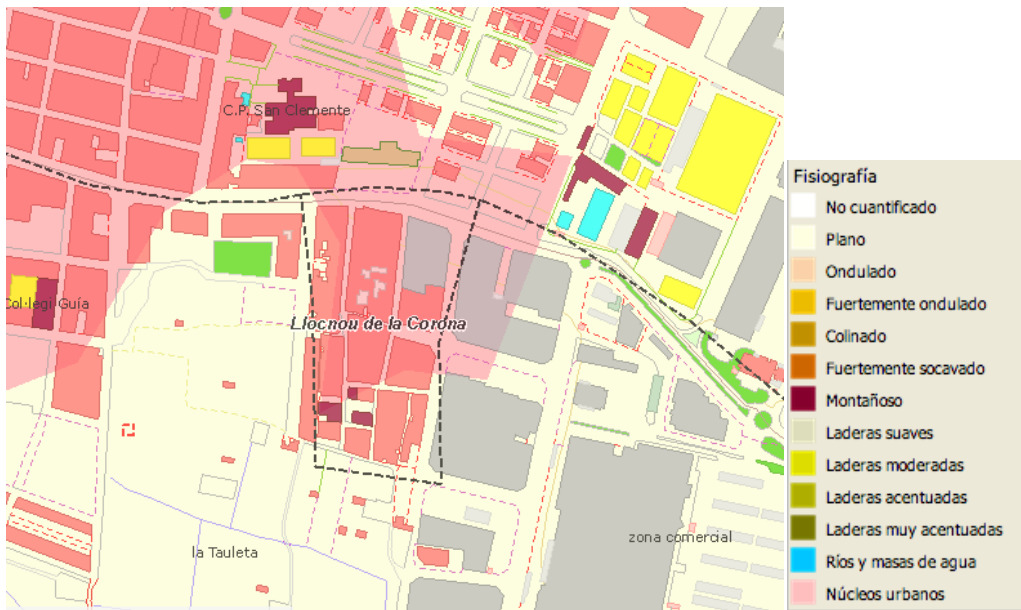 C.P. San Clemente
Col·legi Guía
Llocnou de la Corona
la Tauleta
zona comercial
Fisiografía
No cuantificado
Plano
Ondulado
Fuertemente ondulado
Colinado
Fuertemente socavado
Montañoso
Laderas suaves
Laderas moderadas
Laderas acentuadas
Laderas muy acentuadas
Ríos y masas de agua
Núcleos urbanos